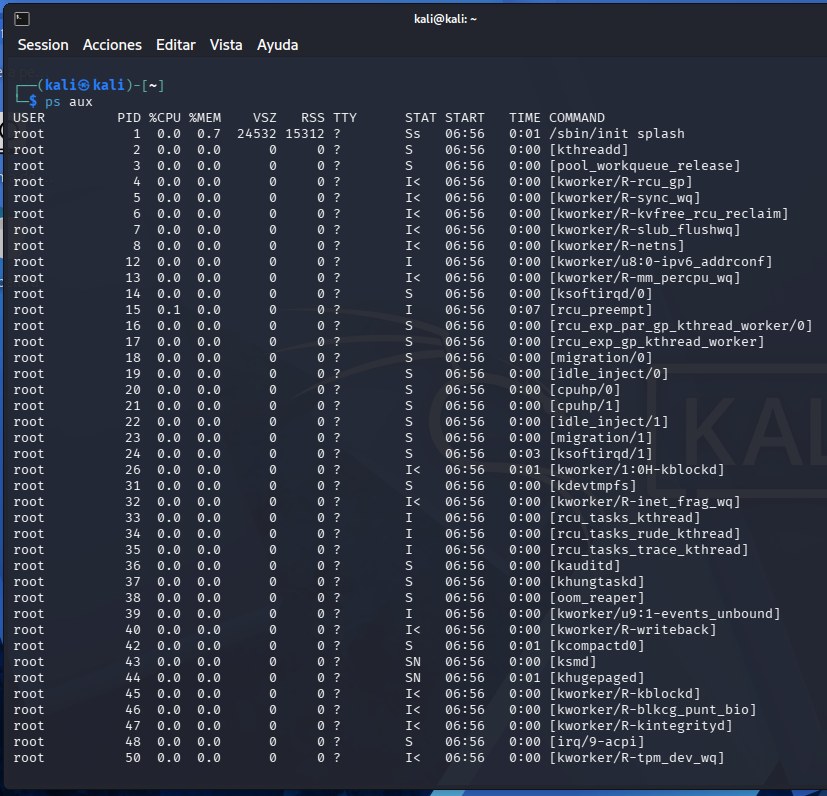 kali@kali: ~
Session Acciones Editar Vista Ayuda
┌──(kali㉿kali)-[~]
└─$ ps aux
USER PID %CPU %MEM VSZ RSS TTY STAT START TIME COMMAND
root 1 0.0 0.7 24532 15312 ? Ss 06:56 0:01 /sbin/init splash
root 2 0.0 0.0 0 0 ? S 06:56 0:00 [kthreadd]
root 3 0.0 0.0 0 0 ? S 06:56 0:00 [pool_workqueue_release]
root 4 0.0 0.0 0 0 ? I< 06:56 0:00 [kworker/R-rcu_gp]
root 5 0.0 0.0 0 0 ? I< 06:56 0:00 [kworker/R-sync_wq]
root 6 0.0 0.0 0 0 ? I< 06:56 0:00 [kworker/R-kvfree_rcu_reclaim]
root 7 0.0 0.0 0 0 ? I< 06:56 0:00 [kworker/R-slub_flushwq]
root 8 0.0 0.0 0 0 ? I< 06:56 0:00 [kworker/R-netns]
root 12 0.0 0.0 0 0 ? I 06:56 0:00 [kworker/u8:0-ipv6_addrconf]
root 13 0.0 0.0 0 0 ? I< 06:56 0:00 [kworker/R-mm_percpu_wq]
root 14 0.0 0.0 0 0 ? S 06:56 0:00 [ksoftirqd/0]
root 15 0.1 0.0 0 0 ? I 06:56 0:07 [rcu_preempt]
root 16 0.0 0.0 0 0 ? S 06:56 0:00 [rcu_exp_par_gp_kthread_worker/0]
root 17 0.0 0.0 0 0 ? S 06:56 0:00 [rcu_exp_gp_kthread_worker]
root 18 0.0 0.0 0 0 ? S 06:56 0:00 [migration/0]
root 19 0.0 0.0 0 0 ? S 06:56 0:00 [idle_inject/0]
root 20 0.0 0.0 0 0 ? S 06:56 0:00 [cpuhp/0]
root 21 0.0 0.0 0 0 ? S 06:56 0:00 [cpuhp/1]
root 22 0.0 0.0 0 0 ? S 06:56 0:00 [idle_inject/1]
root 23 0.0 0.0 0 0 ? S 06:56 0:00 [migration/1]
root 24 0.0 0.0 0 0 ? S 06:56 0:03 [ksoftirqd/1]
root 26 0.0 0.0 0 0 ? I< 06:56 0:01 [kworker/1:0H-kblockd]
root 31 0.0 0.0 0 0 ? S 06:56 0:00 [kdevtmpfs]
root 32 0.0 0.0 0 0 ? I< 06:56 0:00 [kworker/R-inet_frag_wq]
root 33 0.0 0.0 0 0 ? I 06:56 0:00 [rcu_tasks_kthread]
root 34 0.0 0.0 0 0 ? I 06:56 0:00 [rcu_tasks_rude_kthread]
root 35 0.0 0.0 0 0 ? I 06:56 0:00 [rcu_tasks_trace_kthread]
root 36 0.0 0.0 0 0 ? S 06:56 0:00 [kauditd]
root 37 0.0 0.0 0 0 ? S 06:56 0:00 [khungtaskd]
root 38 0.0 0.0 0 0 ? S 06:56 0:00 [oom_reaper]
root 39 0.0 0.0 0 0 ? I 06:56 0:00 [kworker/u9:1-events_unbound]
root 40 0.0 0.0 0 0 ? I< 06:56 0:00 [kworker/R-writeback]
root 42 0.0 0.0 0 0 ? S 06:56 0:01 [kcompactd0]
root 43 0.0 0.0 0 0 ? SN 06:56 0:00 [ksmd]
root 44 0.0 0.0 0 0 ? SN 06:56 0:01 [khugepaged]
root 45 0.0 0.0 0 0 ? I< 06:56 0:00 [kworker/R-kblockd]
root 46 0.0 0.0 0 0 ? I< 06:56 0:00 [kworker/R-blkcg_punt_bio]
root 47 0.0 0.0 0 0 ? I< 06:56 0:00 [kworker/R-kintegrityd]
root 48 0.0 0.0 0 0 ? S 06:56 0:00 [irq/9-acpi]
root 50 0.0 0.0 0 0 ? I< 06:56 0:00 [kworker/R-tpm_dev_wq]